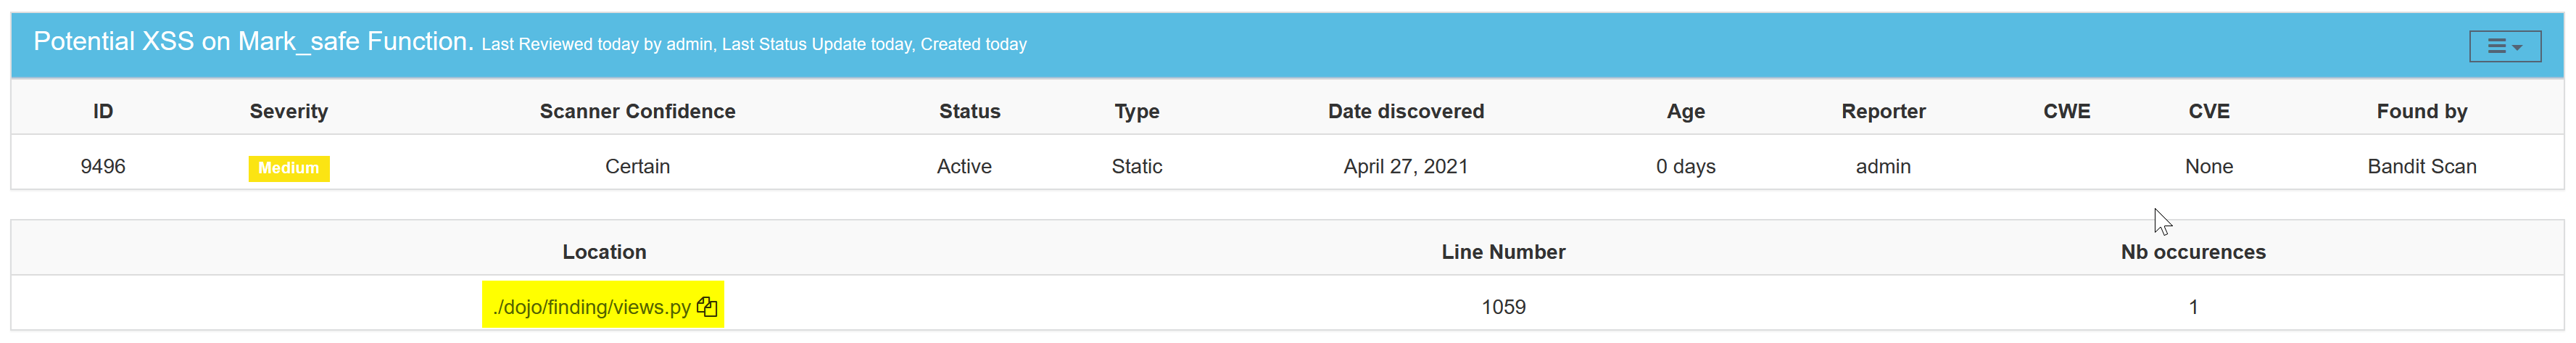 Potential XSS on Mark_safe Function. Last Reviewed today by admin, Last Status Update today, Created today
ID Severity Scanner Confidence Status Type Date discovered Age Reporter CWE CVE Found by
9496 Medium Certain Active Static April 27, 2021 0 days admin None Bandit Scan
Location Line Number Nb occurences
./dojo/finding/views.py 1059 1